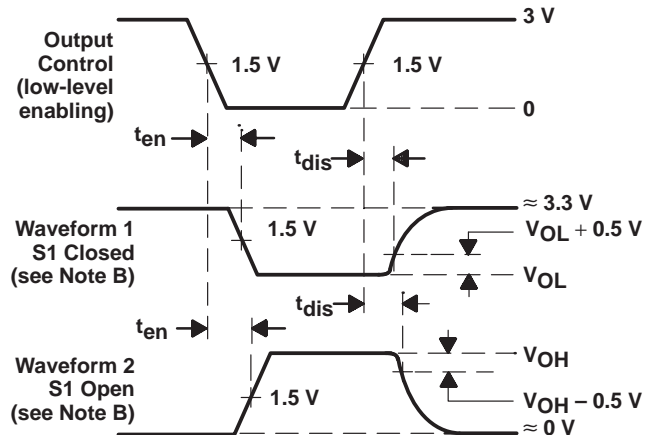 3 V
Output
Control
(low-level
enabling)
1.5 V
1.5 V
0
ten
tdis
≈ 3.3 V
Waveform 1
S1 Closed
(see Note B)
1.5 V
VOL + 0.5 V
VOL
ten
tdis
Waveform 2
S1 Open
(see Note B)
1.5 V
VOH
VOH – 0.5 V
≈ 0 V